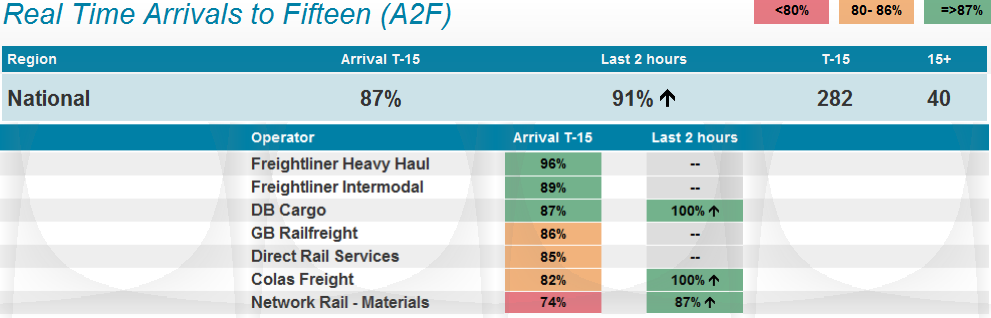 Real Time Arrivals to Fifteen (A2F)
<80% 80- 86% =>87%
Region Arrival T-15 Last 2 hours T-15 15+
National 87% 91% ↑ 282 40
Operator Arrival T-15 Last 2 hours
Freightliner Heavy Haul 96% --
Freightliner Intermodal 89% --
DB Cargo 87% 100% ↑
GB Railfreight 86% --
Direct Rail Services 85% --
Colas Freight 82% 100% ↑
Network Rail - Materials 74% 87% ↑